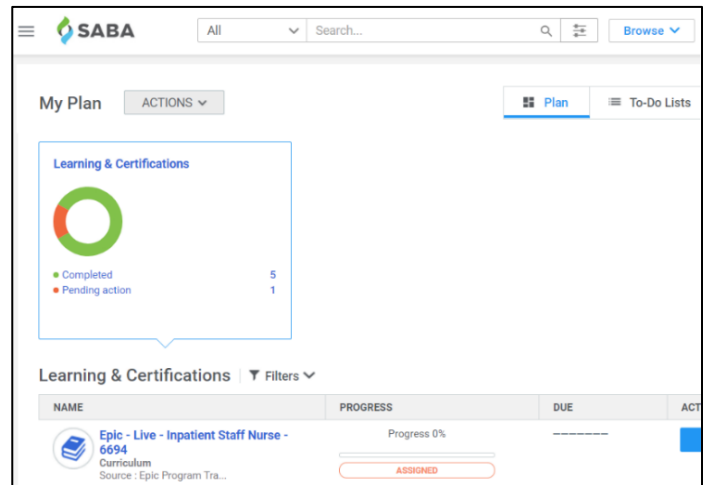 SABA
All
Search...
Browse
My Plan
ACTIONS
Plan
To-Do Lists
Learning & Certifications
Completed 5
Pending action 1
Learning & Certifications
Filters
NAME PROGRESS DUE ACT
Epic - Live - Inpatient Staff Nurse - 
6694
Progress 0%
-------
Curriculum
Source : Epic Program Tra...
ASSIGNED